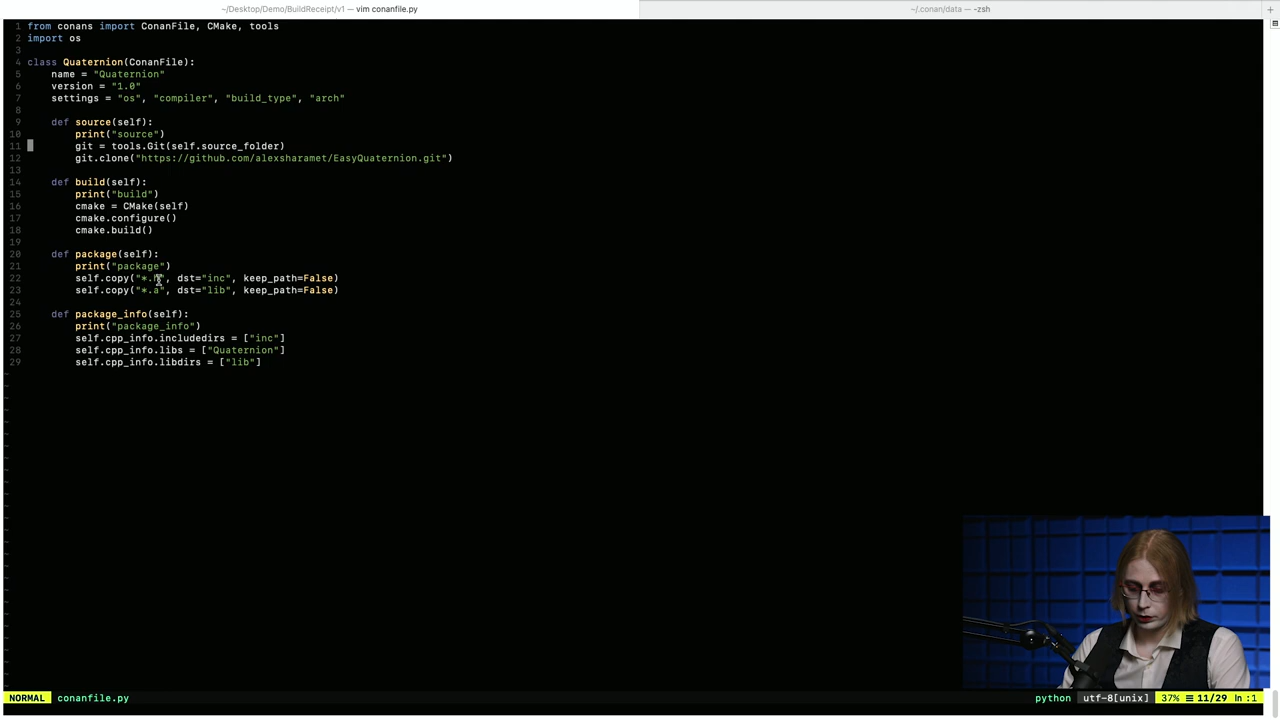 ~/Desktop/Demo/BuildReceipt/v1 — vim conanfile.py
~/.conan/data — -zsh
1 from conans import ConanFile, CMake, tools
2 import os
3
4 class Quaternion(ConanFile):
5     name = "Quaternion"
6     version = "1.0"
7     settings = "os", "compiler", "build_type", "arch"
8
9     def source(self):
10         print("source")
11         git = tools.Git(self.source_folder)
12         git.clone("https://github.com/alexsharamet/EasyQuaternion.git")
13
14     def build(self):
15         print("build")
16         cmake = CMake(self)
17         cmake.configure()
18         cmake.build()
19
20     def package(self):
21         print("package")
22         self.copy("*.h", dst="inc", keep_path=False)
23         self.copy("*.a", dst="lib", keep_path=False)
24
25     def package_info(self):
26         print("package_info")
27         self.cpp_info.includedirs = ["inc"]
28         self.cpp_info.libs = ["Quaternion"]
29         self.cpp_info.libdirs = ["lib"]
NORMAL conanfile.py python utf-8[unix] 37% ☰ 11/29 ㏑:1